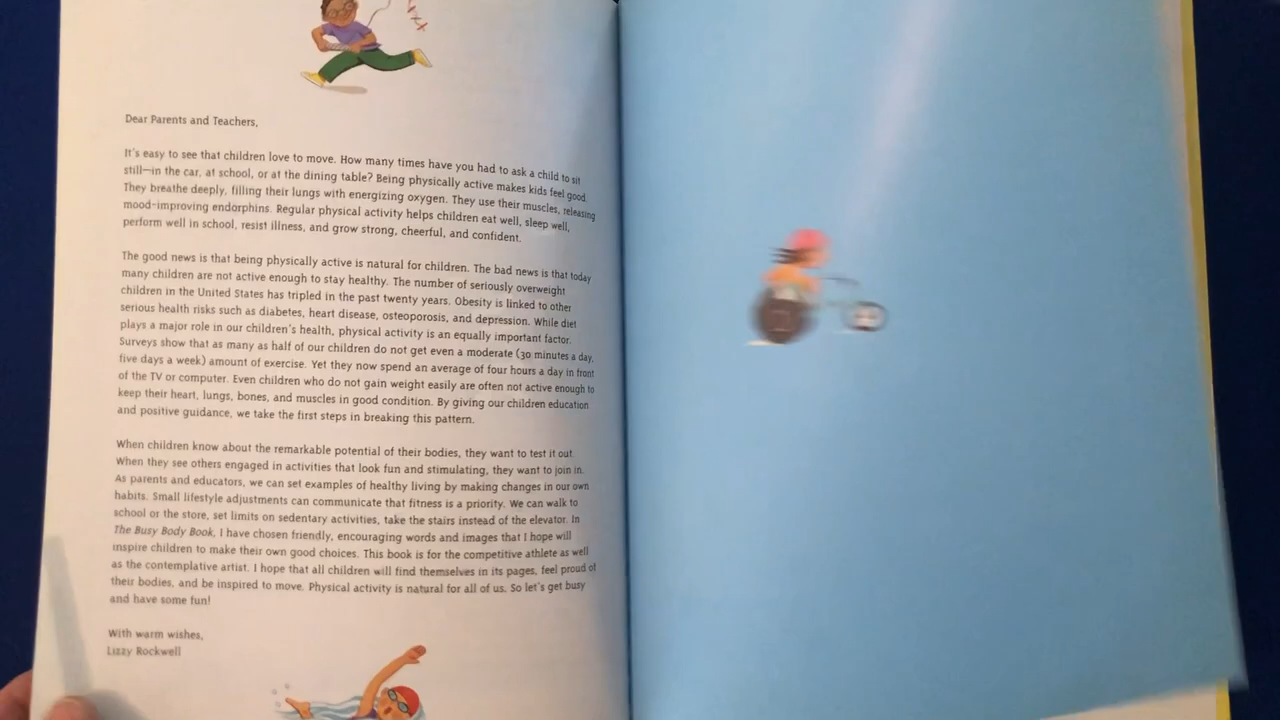 Dear Parents and Teachers,
It's easy to see that children love to move. How many times have you had to ask a child to sit
still—in the car, at school, or at the dining table? Being physically active makes kids feel good.
They breathe deeply, filling their lungs with energizing oxygen. They use their muscles, releasing
mood-improving endorphins. Regular physical activity helps children eat well, sleep well,
perform well in school, resist illness, and grow strong, cheerful, and confident.
The good news is that being physically active is natural for children. The bad news is that today
many children are not active enough to stay healthy. The number of seriously overweight
children in the United States has tripled in the past twenty years. Obesity is linked to other
serious health risks such as diabetes, heart disease, osteoporosis, and depression. While diet
plays a major role in our children's health, physical activity is an equally important factor.
Surveys show that as many as half of our children do not get even a moderate (30 minutes a day,
five days a week) amount of exercise. Yet they now spend an average of four hours a day in front
of the TV or computer. Even children who do not gain weight easily are often not active enough to
keep their heart, lungs, bones, and muscles in good condition. By giving our children education
and positive guidance, we take the first steps in breaking this pattern.
When children know about the remarkable potential of their bodies, they want to test it out.
When they see others engaged in activities that look fun and stimulating, they want to join in.
As parents and educators, we can set examples of healthy living by making changes in our own
habits. Small lifestyle adjustments can communicate that fitness is a priority. We can walk to
school or the store, set limits on sedentary activities, take the stairs instead of the elevator. In
The Busy Body Book, I have chosen friendly, encouraging words and images that I hope will
inspire children to make their own good choices. This book is for the competitive athlete as well
as the contemplative artist. I hope that all children will find themselves in its pages, feel proud of
their bodies, and be inspired to move. Physical activity is natural for all of us. So let's get busy
and have some fun!
With warm wishes,
Lizzy Rockwell